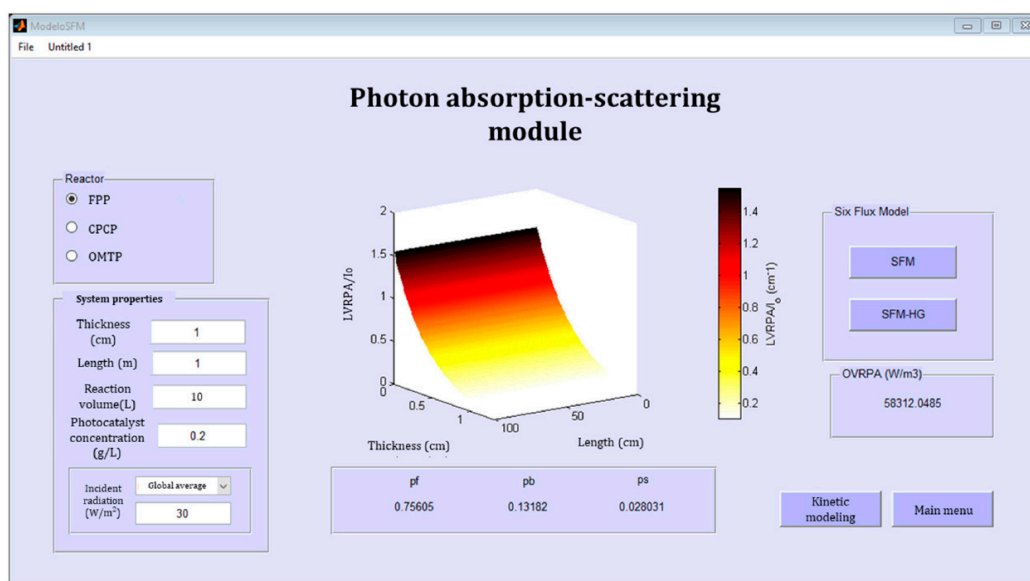 ModeloSFM
File Untitled 1
Photon absorption-scattering
module
Reactor
FPP
CPCP
OMTP
System properties
Thickness
(cm)
1
Length (m)
1
Reaction
volume(L)
10
Photocatalyst
concentration
(g/L)
0.2
Incident
radiation
(W/m²)
Global average
30
LVRPA/Io
2
1.5
1
0.5
0
0
0.5
1
Thickness (cm)
100
50
0
Length (cm)
1.4
1.2
1
0.8
0.6
0.4
0.2
LVRPA/Io (cm-1)
pf pb ps
0.75605 0.13182 0.028031
Six Flux Model
SFM
SFM-HG
OVRPA (W/m3)
58312.0485
Kinetic
modeling
Main menu